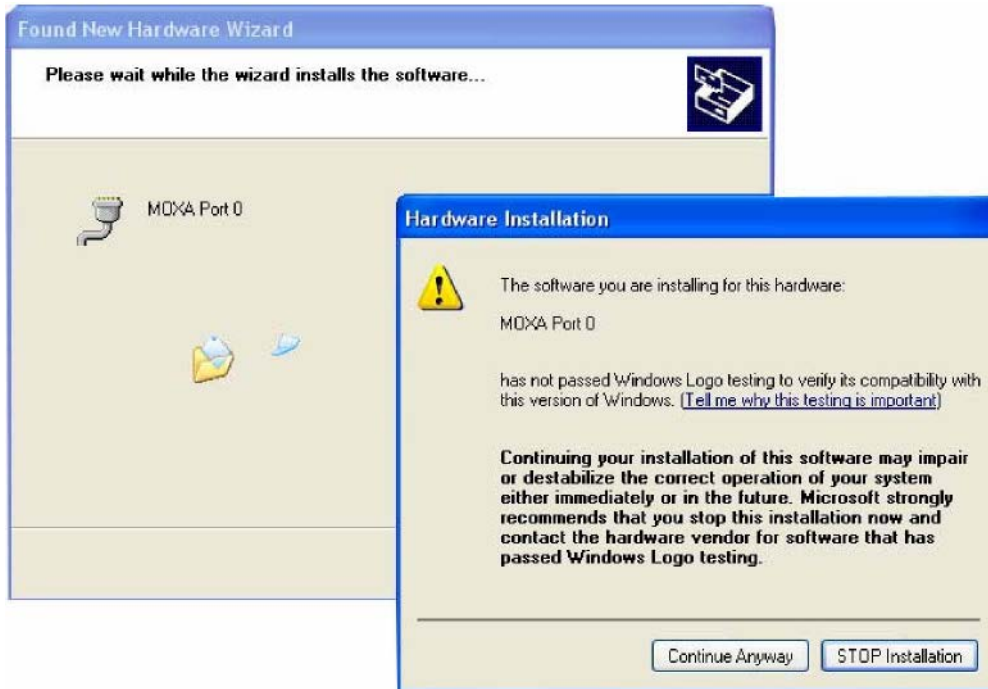 Found New Hardware Wizard
Please wait while the wizard installs the software...
MOXA Port 0
Hardware Installation
The software you are installing for this hardware:
MOXA Port 0
has not passed Windows Logo testing to verify its compatibility with
this version of Windows. (Tell me why this testing is important)
Continuing your installation of this software may impair
or destabilize the correct operation of your system
either immediately or in the future. Microsoft strongly
recommends that you stop this installation now and
contact the hardware vendor for software that has
passed Windows Logo testing.
Continue Anyway
STOP Installation